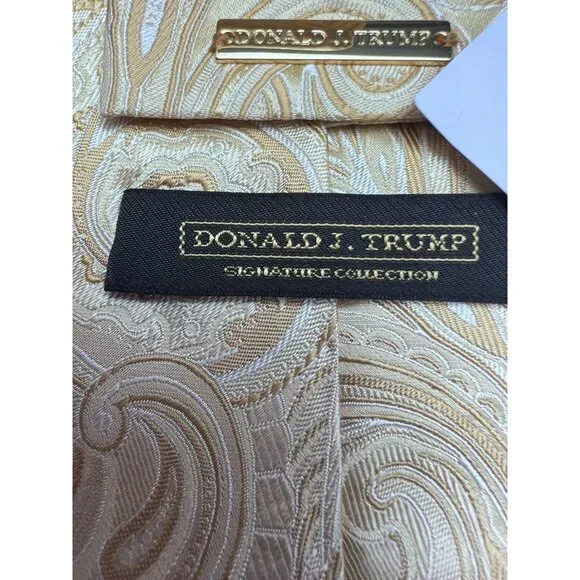 DONALD J. TRUMP
DONALD J. TRUMP
SIGNATURE COLLECTION